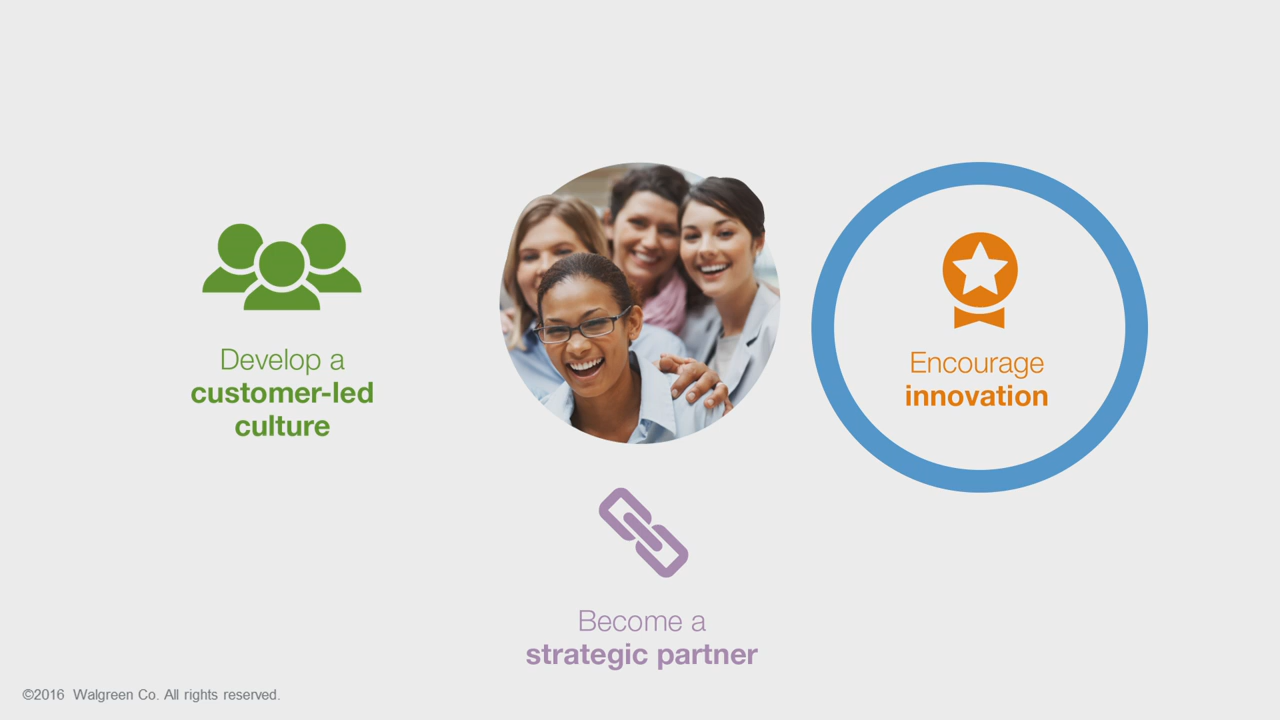 Develop a
customer-led
culture
Encourage
innovation
Become a
strategic partner
©2016 Walgreen Co. All rights reserved.